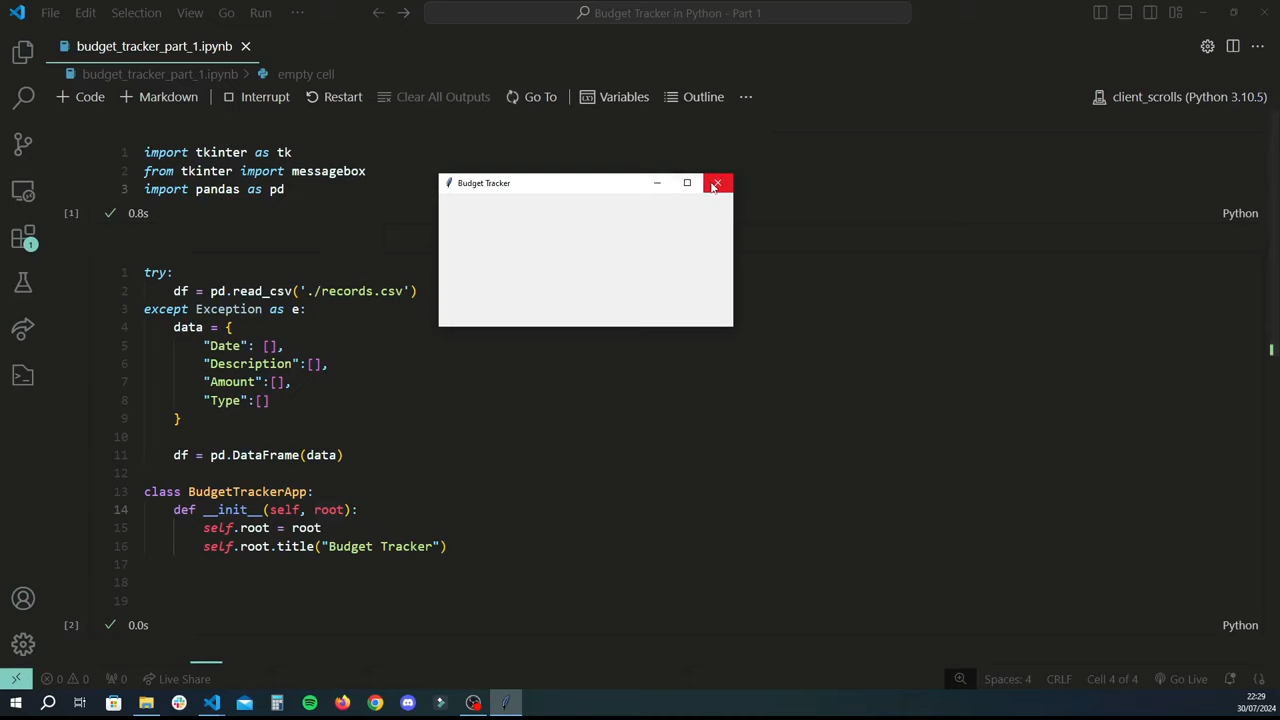 File Edit Selection View Go Run ··· Budget Tracker in Python - Part 1
budget_tracker_part_1.ipynb
budget_tracker_part_1.ipynb > empty cell
+ Code + Markdown Interrupt Restart Clear All Outputs Go To Variables Outline ··· client_scrolls (Python 3.10.5)
1 import tkinter as tk
2 from tkinter import messagebox
3 import pandas as pd
[1] 0.8s Python
Budget Tracker
1 try:
2 df = pd.read_csv('./records.csv')
3 except Exception as e:
4 data = {
5 "Date": [],
6 "Description":[],
7 "Amount":[],
8 "Type":[]
9 }
10
11 df = pd.DataFrame(data)
12
13 class BudgetTrackerApp:
14 def __init__(self, root):
15 self.root = root
16 self.root.title("Budget Tracker")
17
18
19
[2] 0.0s Python
1
0 0 0 Live Share Spaces: 4 CRLF Cell 4 of 4 Go Live
22:29
30/07/2024